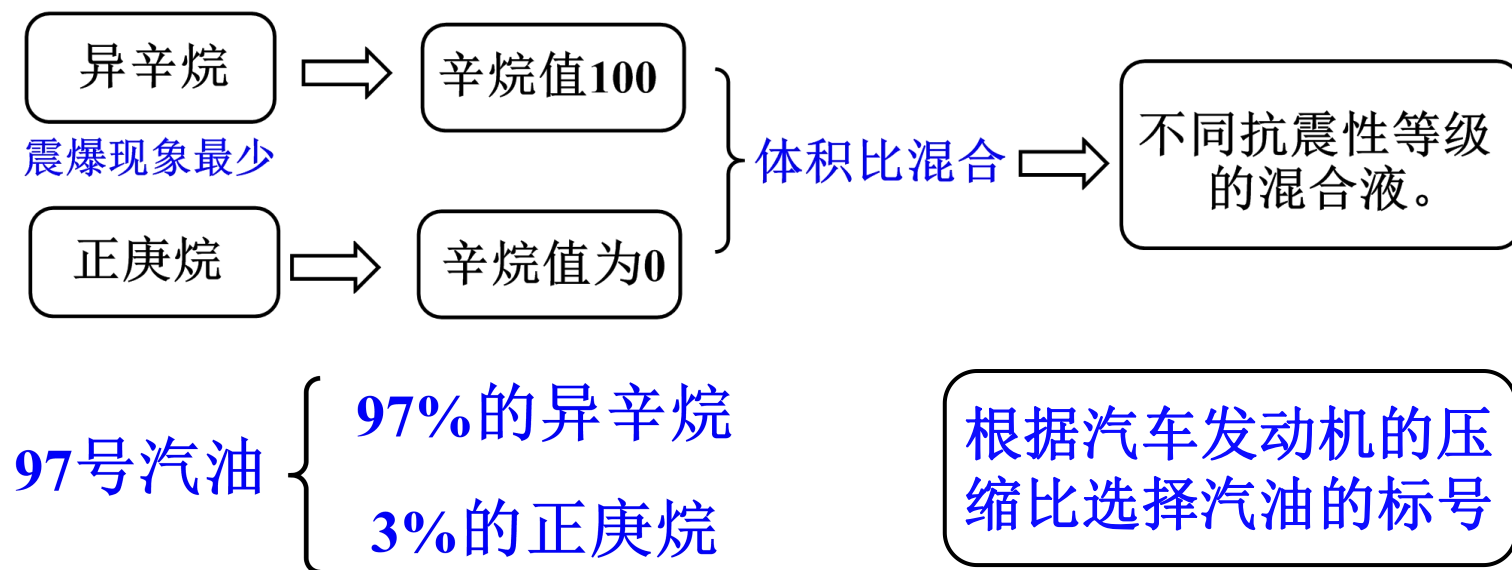 异辛烷
辛烷值100
震爆现象最少
正庚烷
辛烷值为0
体积比混合
不同抗震性等级
的混合液。
97号汽油
97%的异辛烷
3%的正庚烷
根据汽车发动机的压
缩比选择汽油的标号